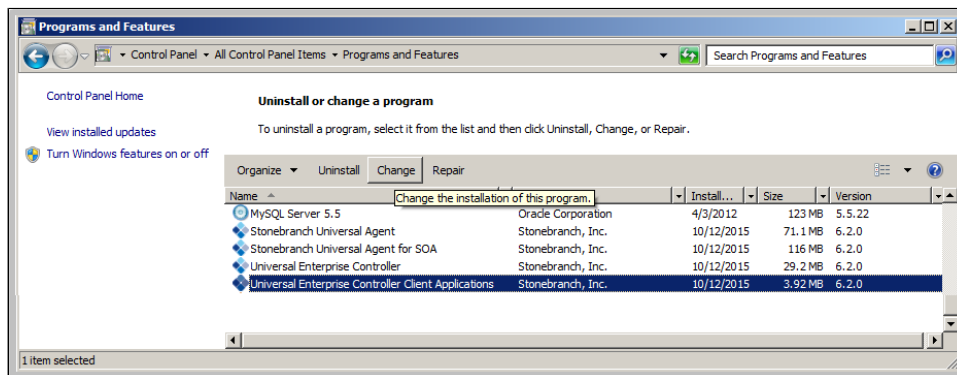 Programs and Features
Control Panel All Control Panel Items Programs and Features
Search Programs and Features
Control Panel Home
View installed updates
Turn Windows features on or off
Uninstall or change a program
To uninstall a program, select it from the list and then click Uninstall, Change, or Repair.
Organize Uninstall Change Repair
Name Install... Size Version
Change the installation of this program.
MySQL Server 5.5 Oracle Corporation 4/3/2012 123 MB 5.5.22
Stonebranch Universal Agent Stonebranch, Inc. 10/12/2015 71.1 MB 6.2.0
Stonebranch Universal Agent for SOA Stonebranch, Inc. 10/12/2015 116 MB 6.2.0
Universal Enterprise Controller Stonebranch, Inc. 10/12/2015 29.2 MB 6.2.0
Universal Enterprise Controller Client Applications Stonebranch, Inc. 10/12/2015 3.92 MB 6.2.0
1 item selected